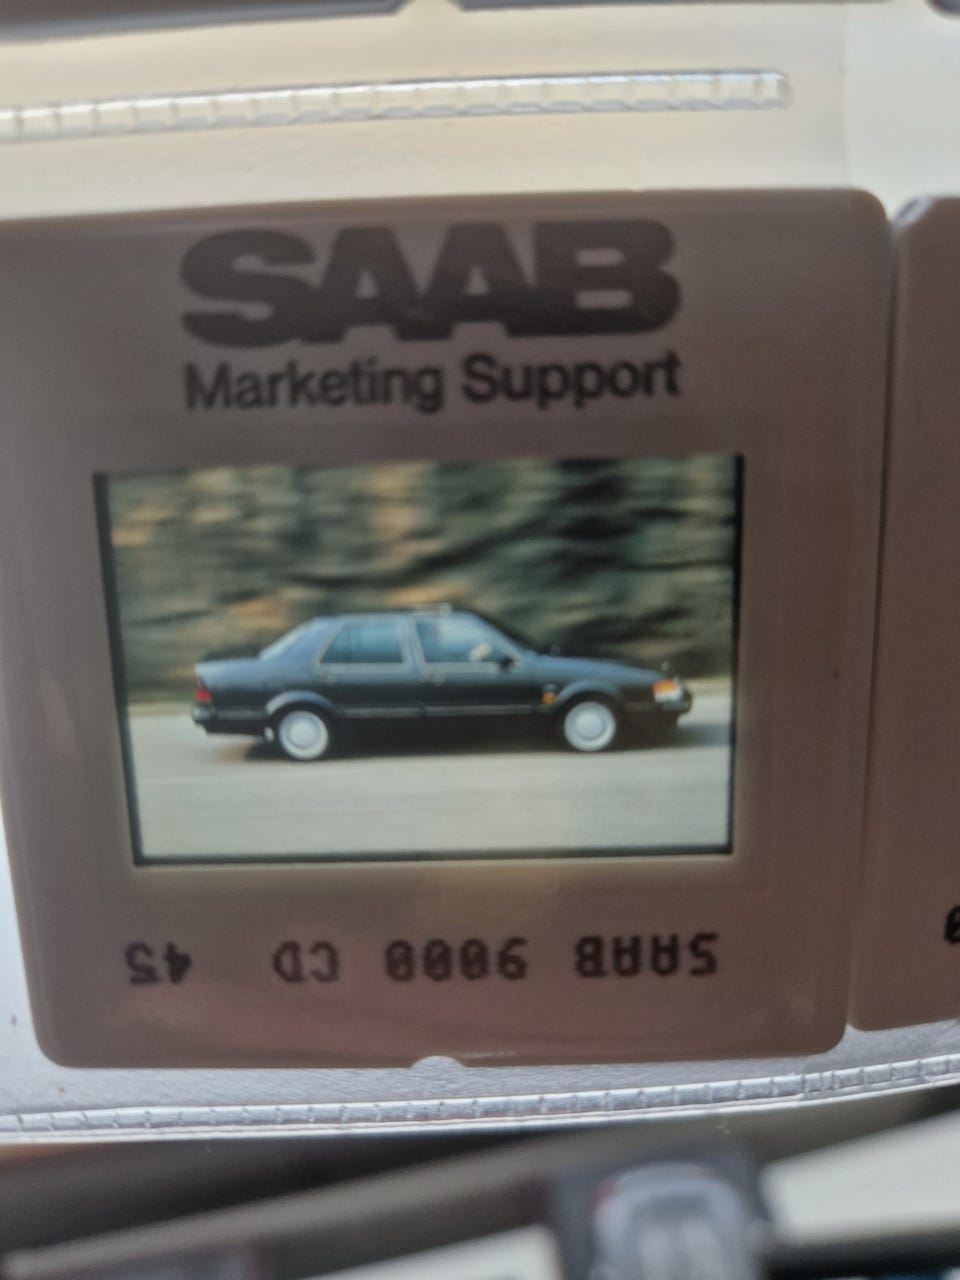 SAAB
Marketing Support
SAAB 9000 CD 45